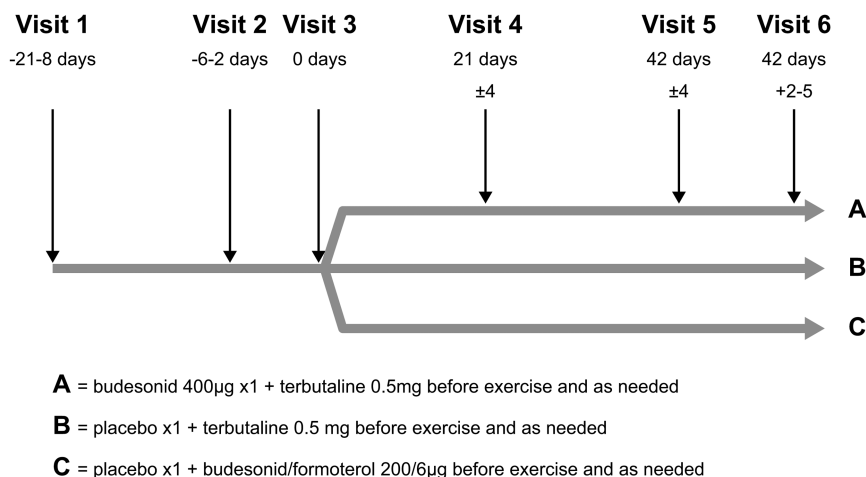 Visit 1 Visit 2 Visit 3 Visit 4 Visit 5 Visit 6
-21-8 days -6-2 days 0 days 21 days 42 days 42 days
±4 ±4 +2-5
A
B
C
A = budesonid 400µg x1 + terbutaline 0.5mg before exercise and as needed
B = placebo x1 + terbutaline 0.5 mg before exercise and as needed
C = placebo x1 + budesonid/formoterol 200/6µg before exercise and as needed